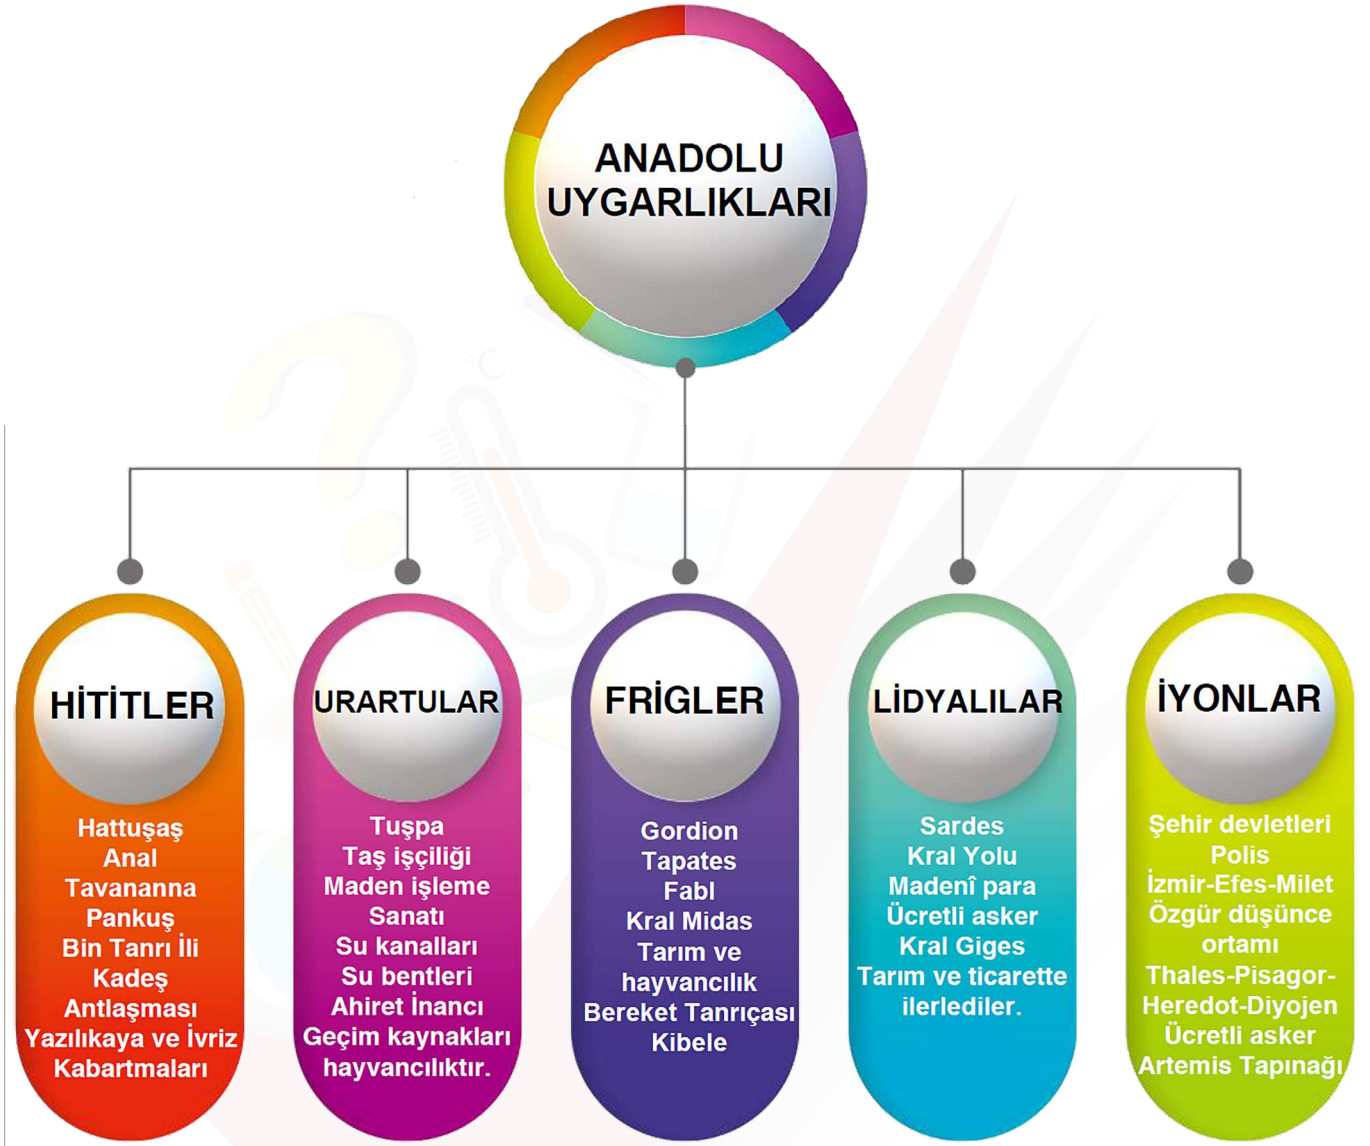 ANADOLU
UYGARLIKLARI
°C
HİTİTLER
Hattuşaş
Anal
Tavananna
Pankuş
Bin Tanrı İli
Kadeş
Antlaşması
Yazılıkaya ve İvriz
Kabartmaları
URARTULAR
Tuşpa
Taş işçiliği
Maden işleme
Sanatı
Su kanalları
Su bentleri
Ahiret İnancı
Geçim kaynakları
hayvancılıktır.
FRİGLER
Gordion
Tapates
Fabl
Kral Midas
Tarım ve
hayvancılık
Bereket Tanrıçası
Kibele
LİDYALILAR
Sardes
Kral Yolu
Madenî para
Ücretli asker
Kral Giges
Tarım ve ticarette
ilerlediler.
İYONLAR
Şehir devletleri
Polis
İzmir-Efes-Milet
Özgür düşünce
ortamı
Thales-Pisagor-
Heredot-Diyojen
Ücretli asker
Artemis Tapınağı